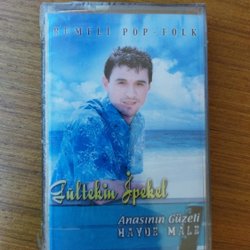 RUMELI POP - FOLK
Gültekin İpekel
Anasının Güzeli
HAYDE MALE